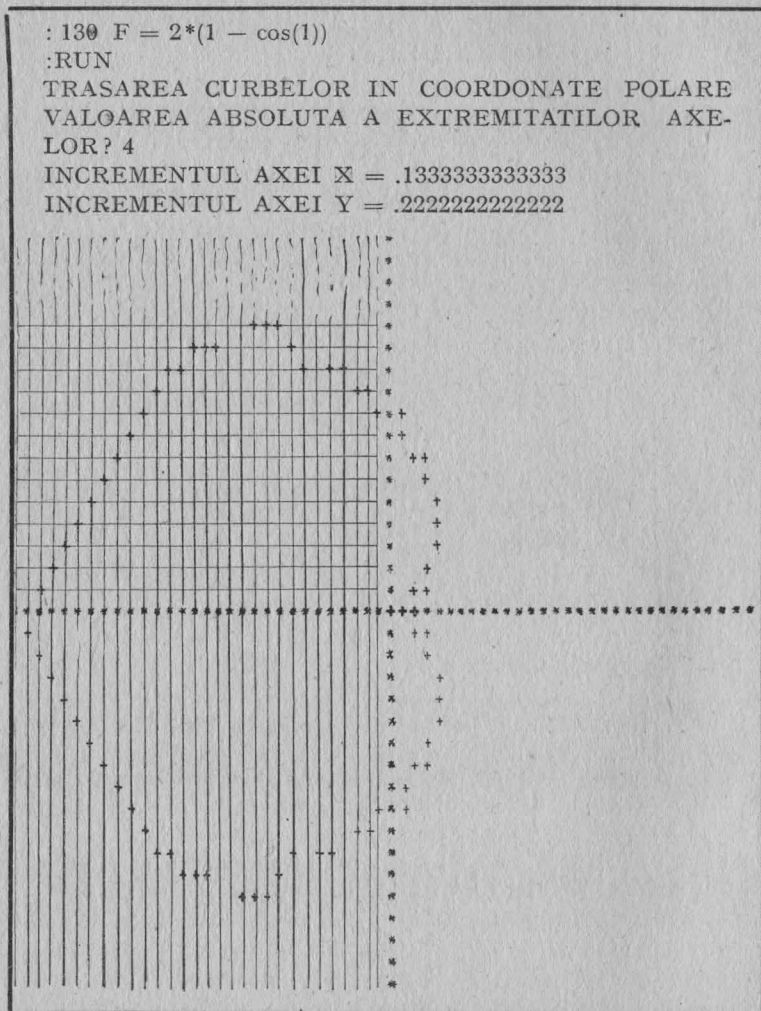 : 130 F = 2*(1 – cos(1))
:RUN
TRASAREA CURBELOR IN COORDONATE POLARE
VALOAREA ABSOLUTA A EXTREMITATILOR AXE-
LOR? 4
INCREMENTUL AXEI X = .1333333333333
INCREMENTUL AXEI Y = .2222222222222